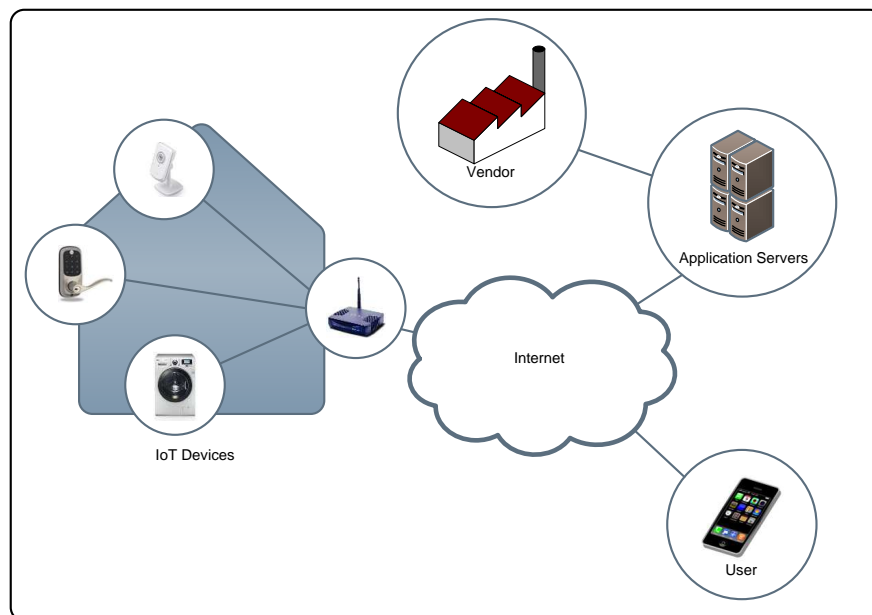 Vendor
Application Servers
Internet
IoT Devices
User